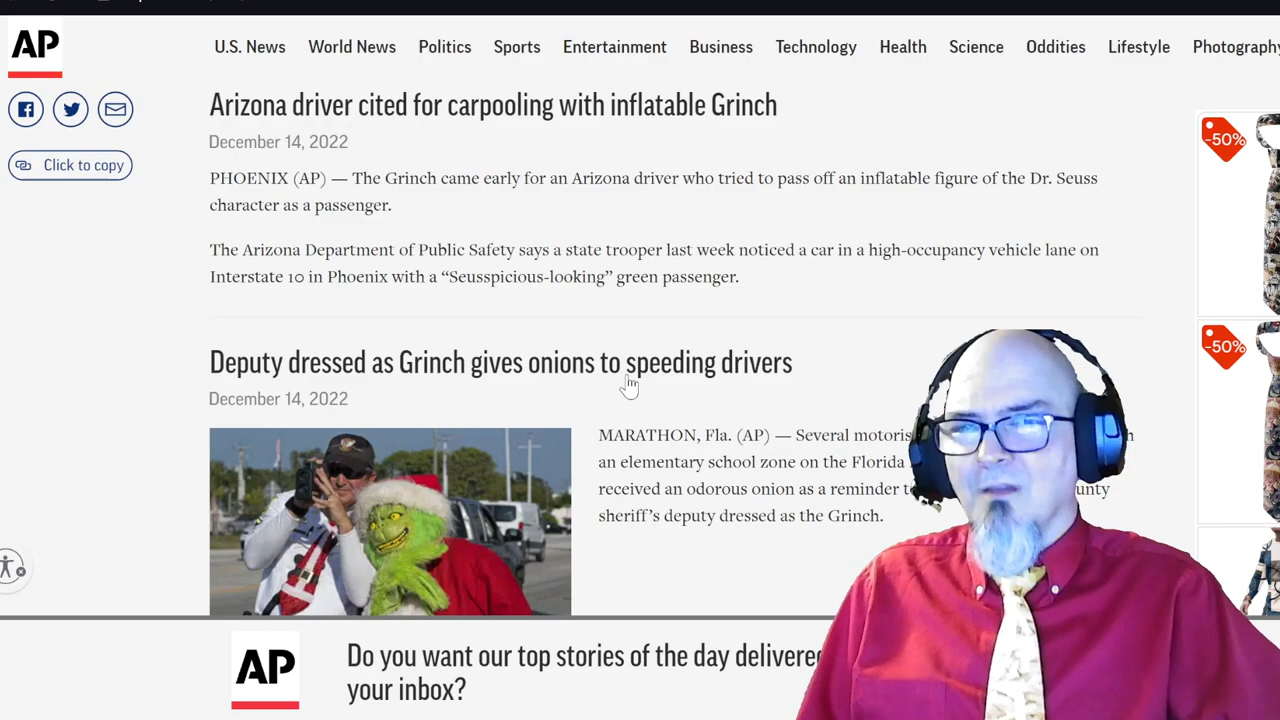 AP
U.S. News World News Politics Sports Entertainment Business Technology Health Science Oddities Lifestyle Photography
Click to copy
Arizona driver cited for carpooling with inflatable Grinch
December 14, 2022
PHOENIX (AP) — The Grinch came early for an Arizona driver who tried to pass off an inflatable figure of the Dr. Seuss
character as a passenger.
The Arizona Department of Public Safety says a state trooper last week noticed a car in a high-occupancy vehicle lane on
Interstate 10 in Phoenix with a “Seusspicious-looking” green passenger.
-50%
-50%
Deputy dressed as Grinch gives onions to speeding drivers
December 14, 2022
MARATHON, Fla. (AP) — Several
an elementary school zone on the Florida
received an odorous onion as a reminder
sheriff’s deputy dressed as the Grinch.
AP
Do you want our top stories of the day
your inbox?